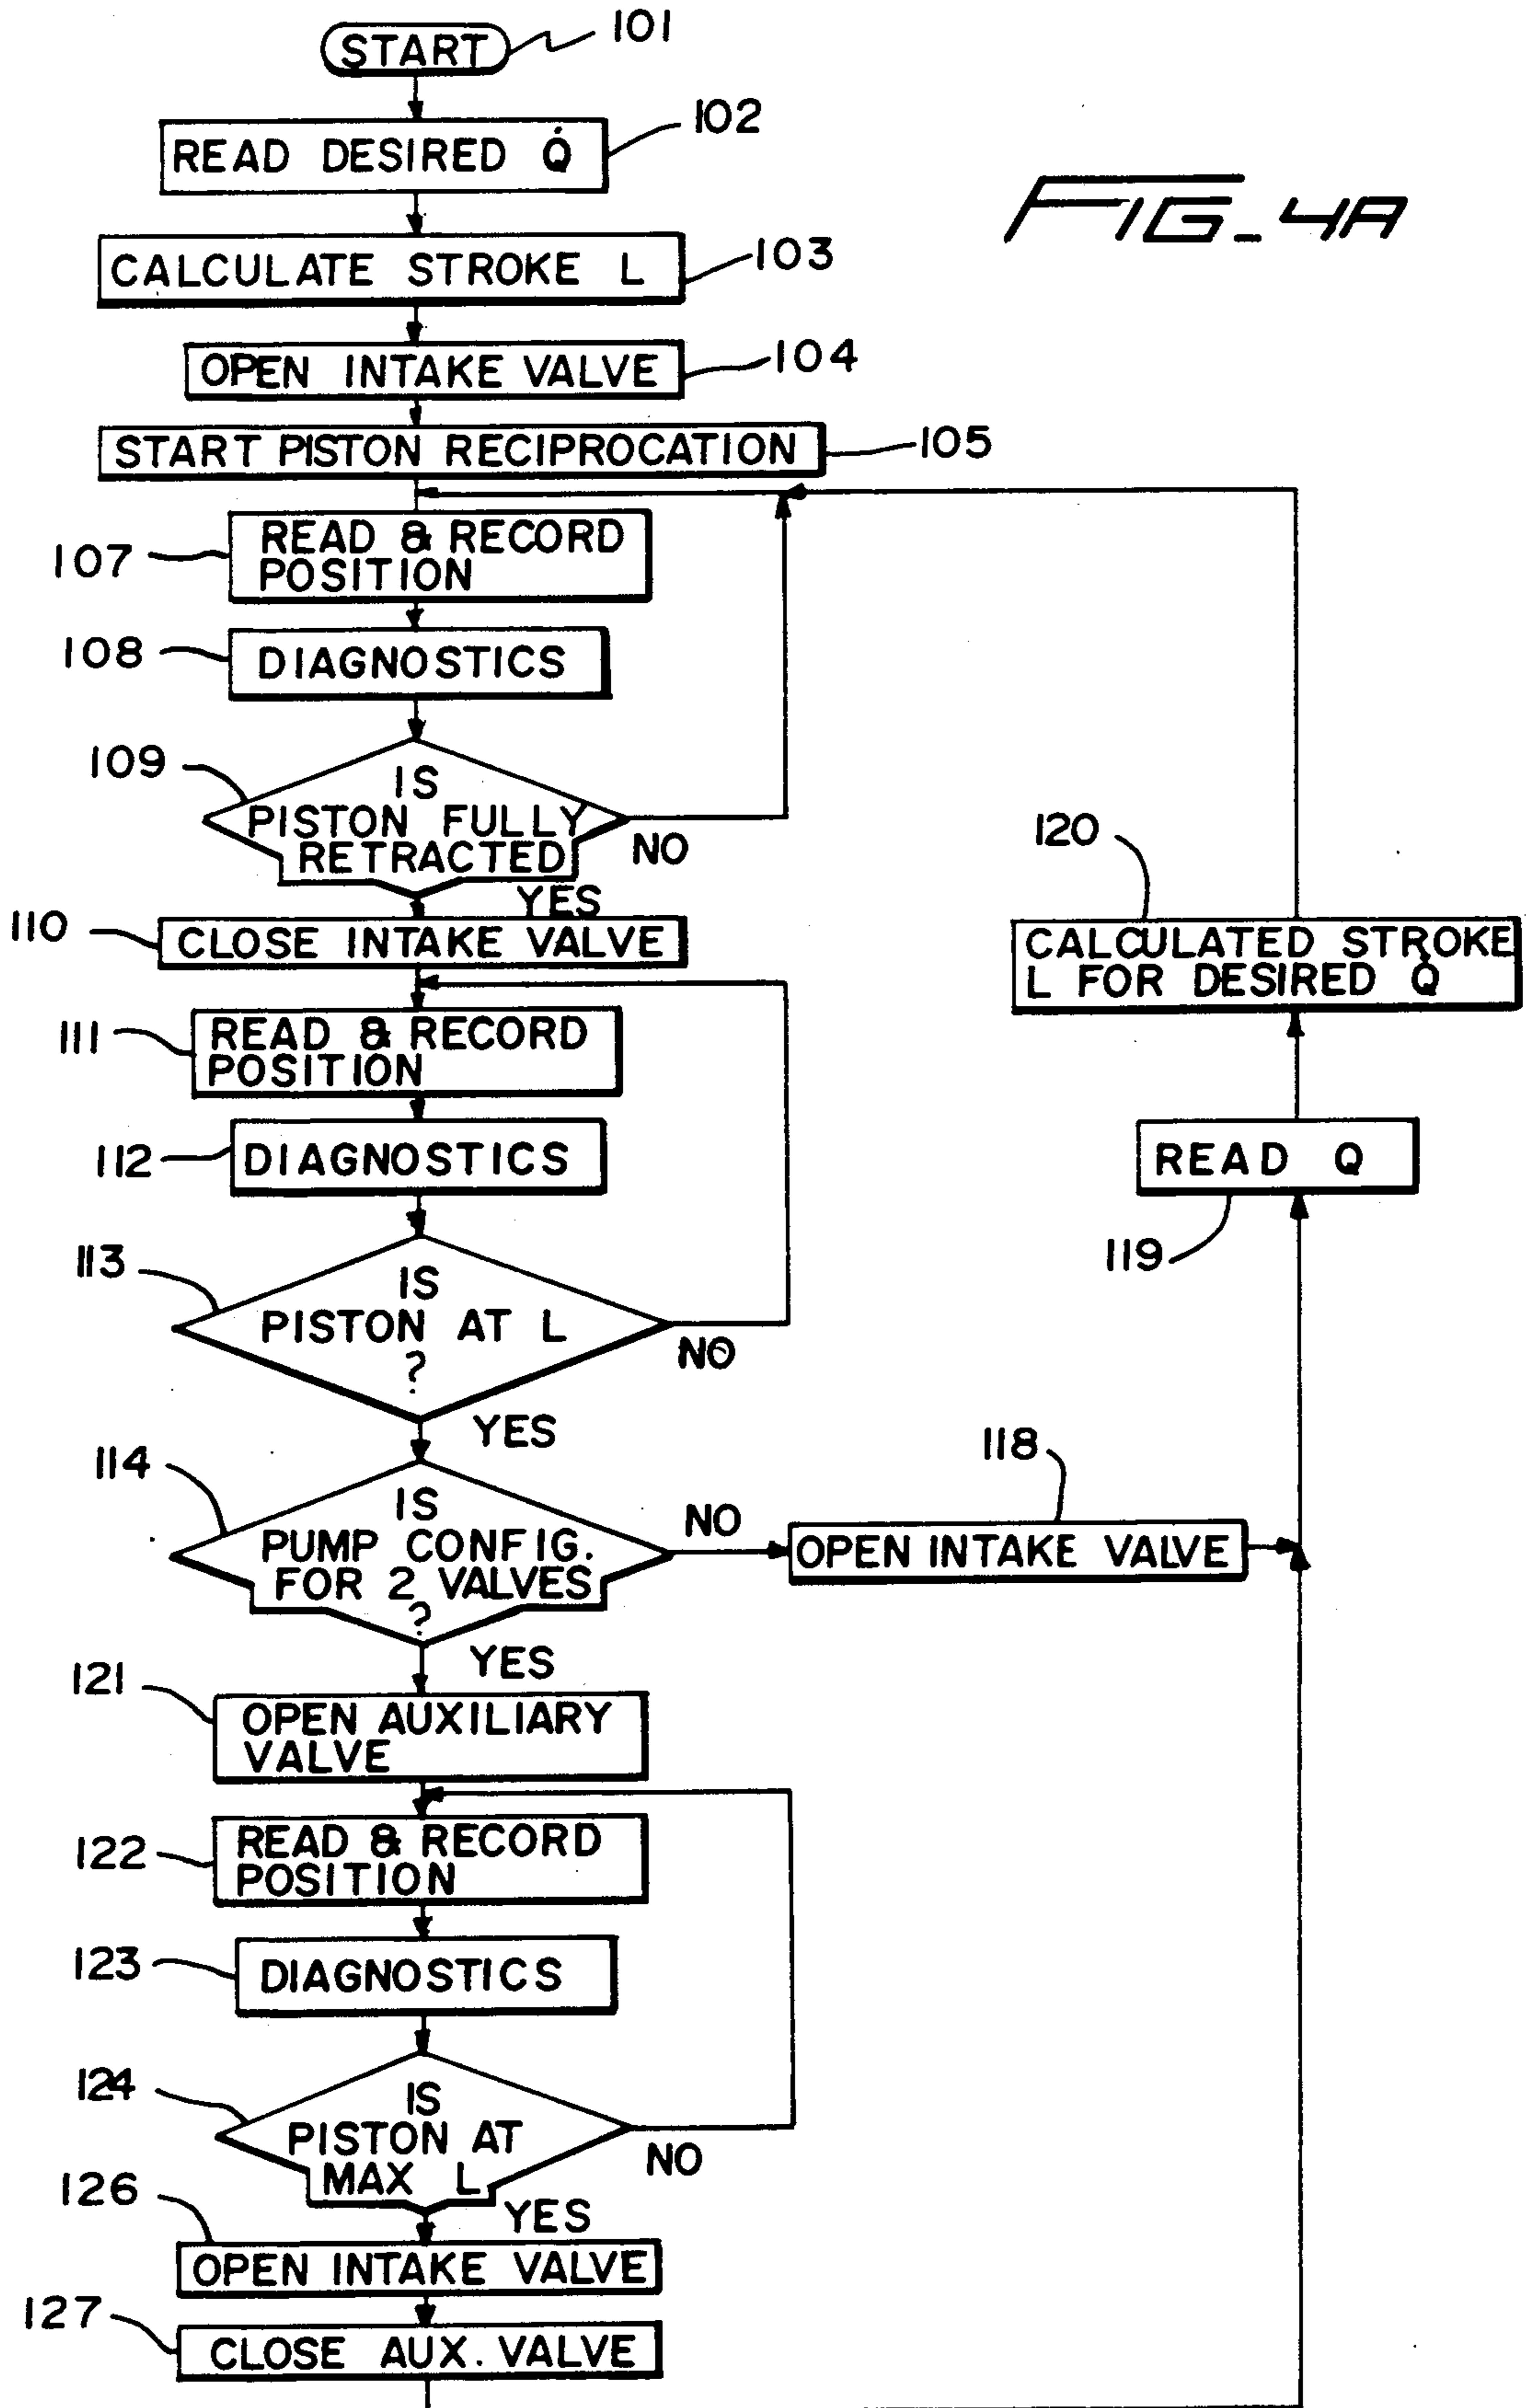 START
101
READ DESIRED Q̇
102
FIG_4A
CALCULATE STROKE L
103
OPEN INTAKE VALVE
104
START PISTON RECIPROCATION
105
107
READ & RECORD
POSITION
108
DIAGNOSTICS
109
IS
PISTON FULLY
RETRACTED
NO
YES
110
CLOSE INTAKE VALVE
120
CALCULATED STROKE
L FOR DESIRED Q̇
111
READ & RECORD
POSITION
112
DIAGNOSTICS
READ Q
119
113
IS
PISTON AT L
?
NO
YES
114
IS
PUMP CONFIG.
FOR 2 VALVES
?
NO
118
OPEN INTAKE VALVE
YES
121
OPEN AUXILIARY
VALVE
122
READ & RECORD
POSITION
123
DIAGNOSTICS
124
IS
PISTON AT
MAX L
NO
YES
126
OPEN INTAKE VALVE
127
CLOSE AUX. VALVE